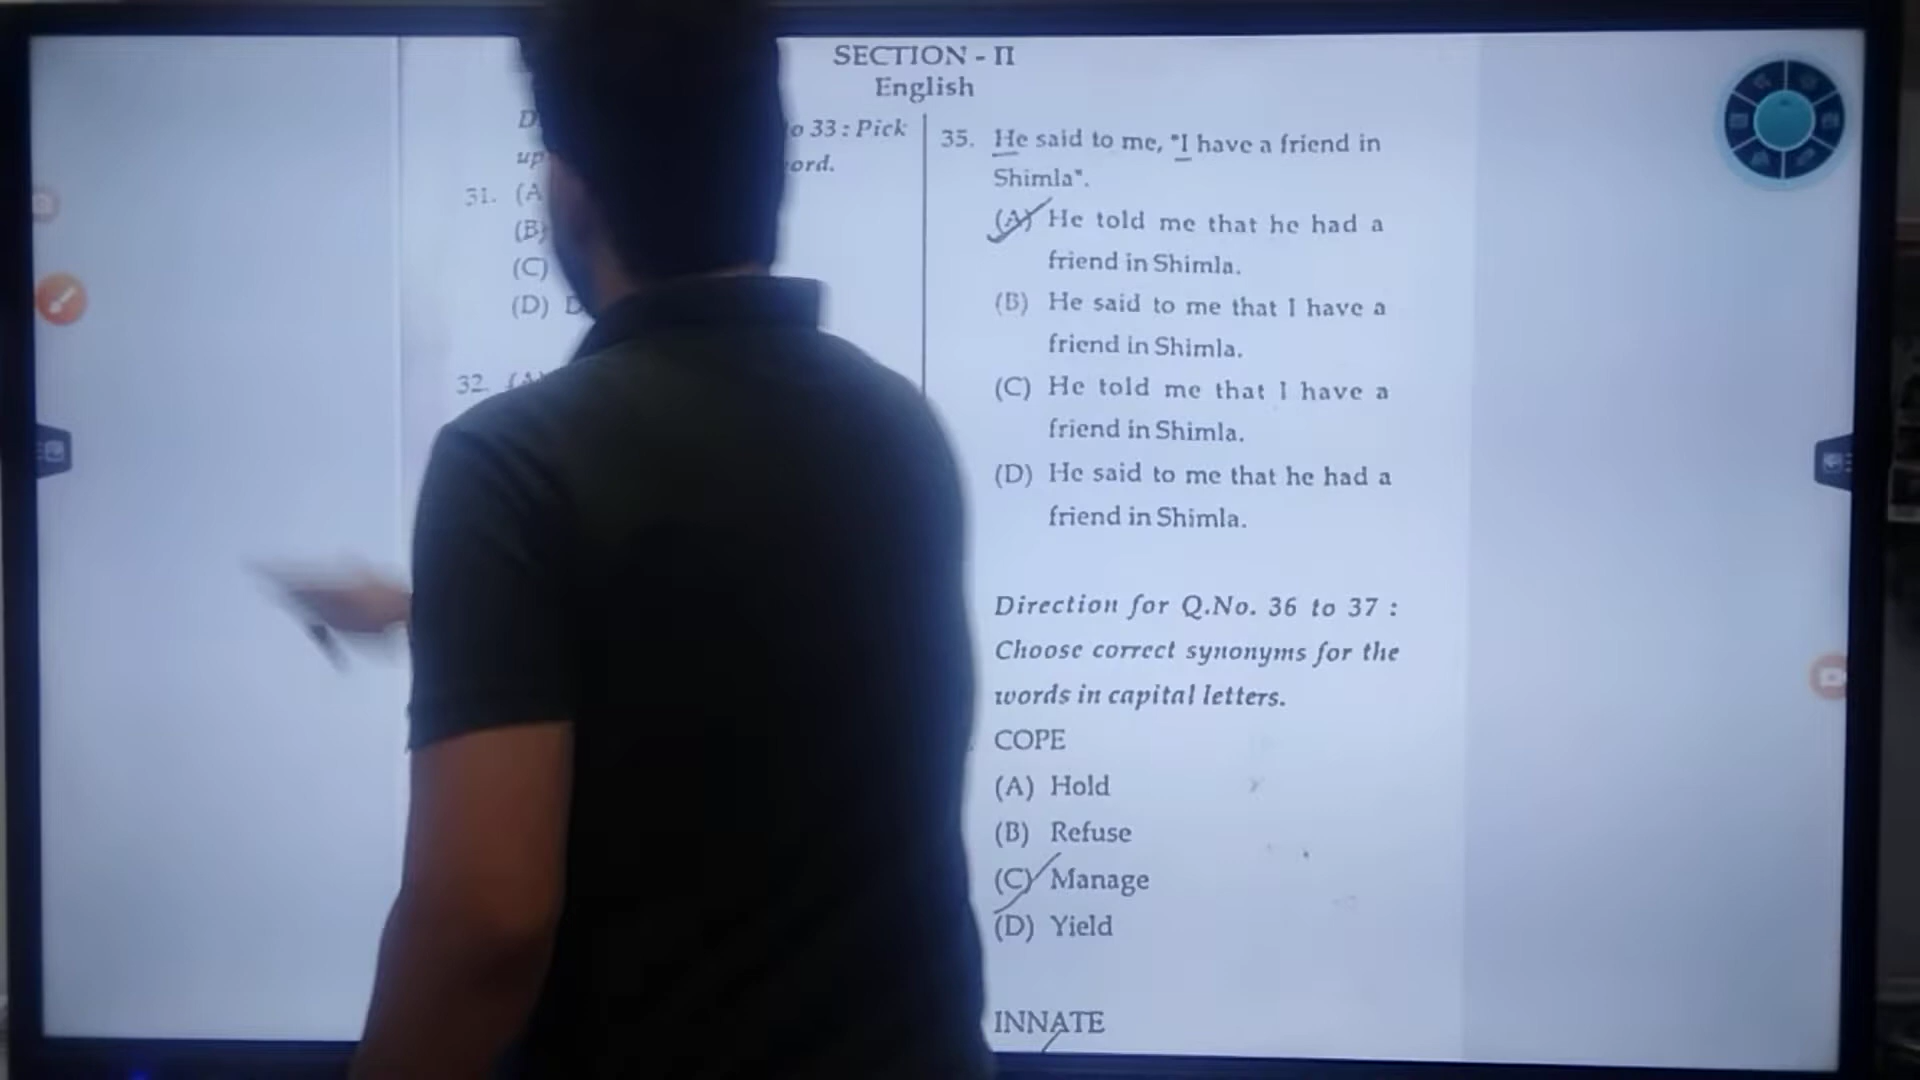 SECTION - II
English
o 33 : Pick
up
ord.
31. (A
(B)
(C)
(D) D
32. (A)
35. He said to me, "I have a friend in
Shimla".
(A) He told me that he had a
friend in Shimla.
(B) He said to me that I have a
friend in Shimla.
(C) He told me that I have a
friend in Shimla.
(D) He said to me that he had a
friend in Shimla.
Direction for Q.No. 36 to 37 :
Choose correct synonyms for the
words in capital letters.
COPE
(A) Hold
(B) Refuse
(C) Manage
(D) Yield
INNATE